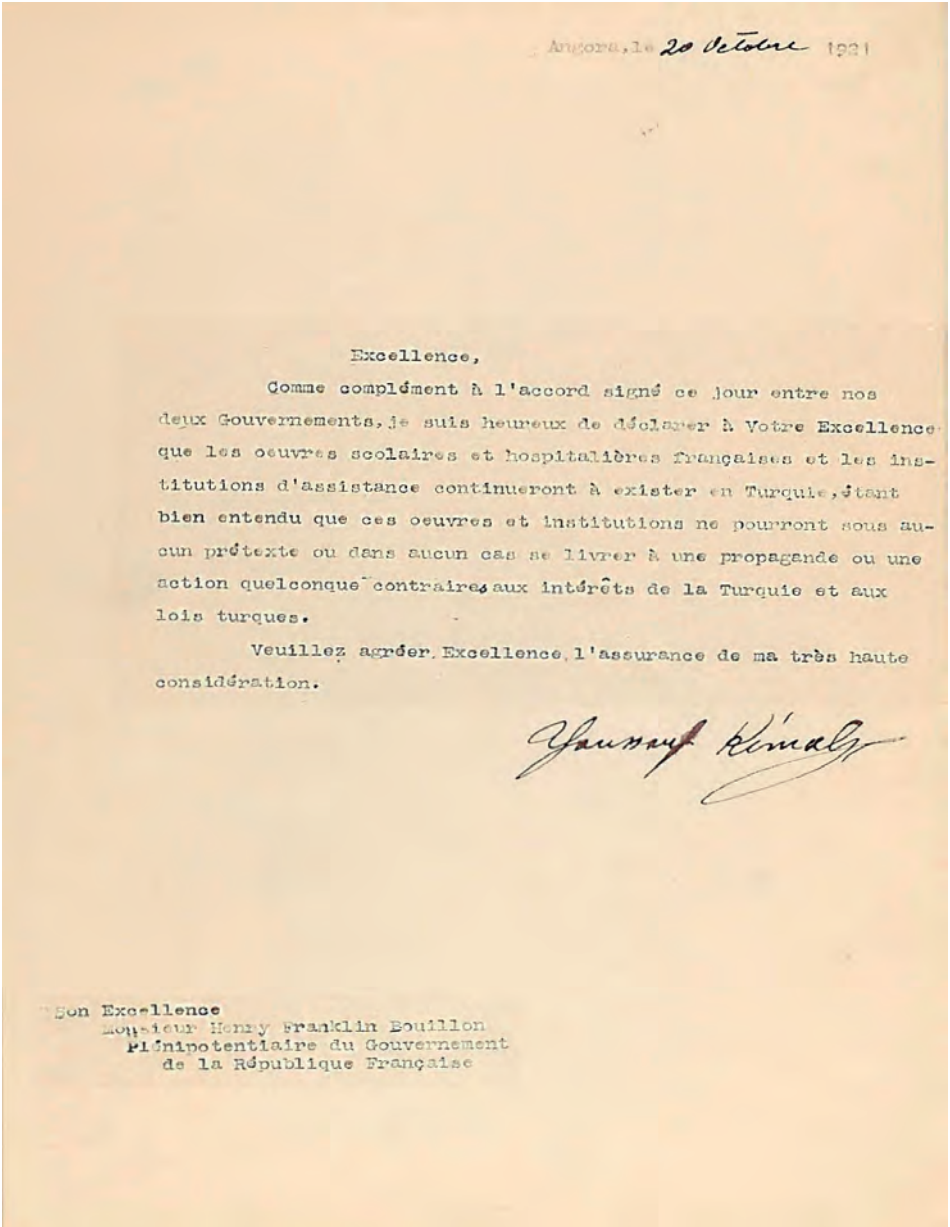 Angora, le 20 Octobre 1921
Excellence,
Comme complément à l'accord signé ce jour entre nos
deux Gouvernements, je suis heureux de déclarer à Votre Excellence
que les oeuvres scolaires et hospitalières françaises et les ins-
titutions d'assistance continueront à exister en Turquie, étant
bien entendu que ces oeuvres et institutions ne pourront sous au-
cun prétexte ou dans aucun cas se livrer à une propagande ou une
action quelconque contraires aux intérêts de la Turquie et aux
lois turques.
Veuillez agréer, Excellence, l'assurance de ma très haute
considération.
Youssouf Kémal
Son Excellence
Monsieur Henry Franklin Bouillon
Plénipotentiaire du Gouvernement
de la République Française